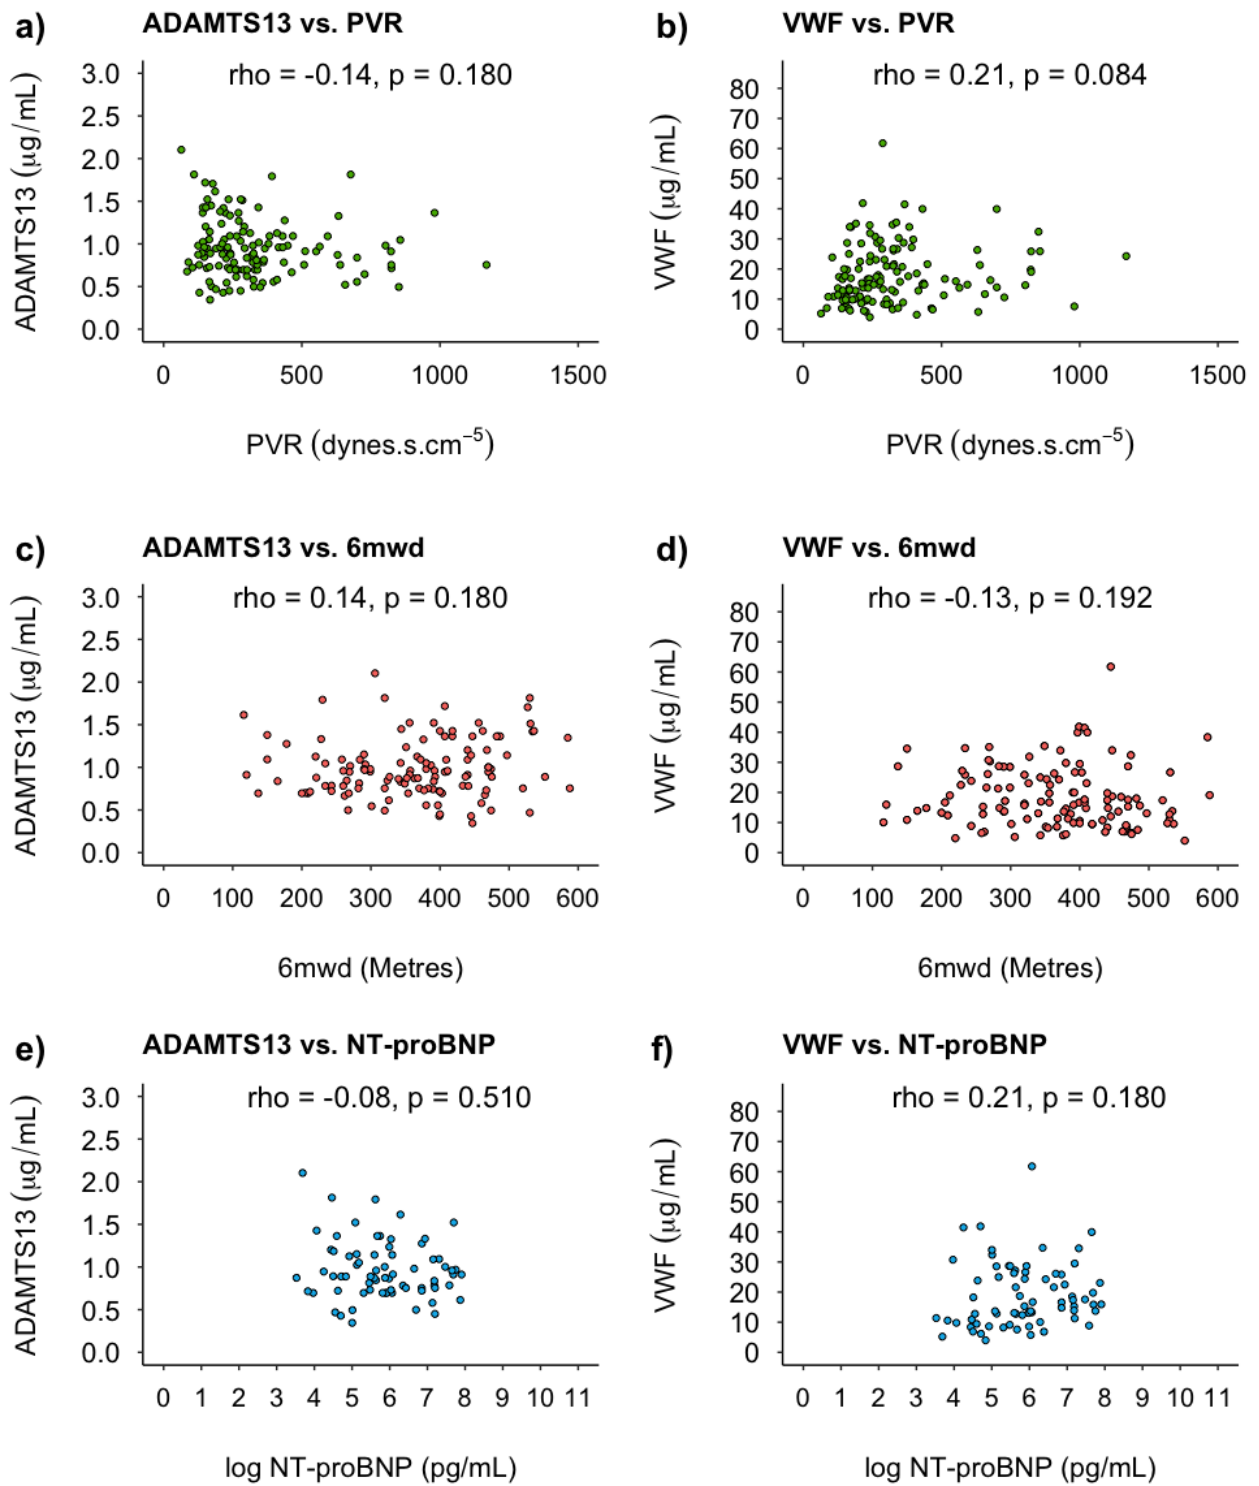 a) ADAMTS13 vs. PVR
rho = -0.14, p = 0.180
ADAMTS13 (μg/mL)
3.0
2.5
2.0
1.5
1.0
0.5
0.0
0 500 1000 1500
PVR (dynes.s.cm⁻⁵)
b) VWF vs. PVR
rho = 0.21, p = 0.084
VWF (μg/mL)
80
70
60
50
40
30
20
10
0
0 500 1000 1500
PVR (dynes.s.cm⁻⁵)
c) ADAMTS13 vs. 6mwd
rho = 0.14, p = 0.180
ADAMTS13 (μg/mL)
3.0
2.5
2.0
1.5
1.0
0.5
0.0
0 100 200 300 400 500 600
6mwd (Metres)
d) VWF vs. 6mwd
rho = -0.13, p = 0.192
VWF (μg/mL)
80
70
60
50
40
30
20
10
0
0 100 200 300 400 500 600
6mwd (Metres)
e) ADAMTS13 vs. NT-proBNP
rho = -0.08, p = 0.510
ADAMTS13 (μg/mL)
3.0
2.5
2.0
1.5
1.0
0.5
0.0
0 1 2 3 4 5 6 7 8 9 10 11
log NT-proBNP (pg/mL)
f) VWF vs. NT-proBNP
rho = 0.21, p = 0.180
VWF (μg/mL)
80
70
60
50
40
30
20
10
0
0 1 2 3 4 5 6 7 8 9 10 11
log NT-proBNP (pg/mL)